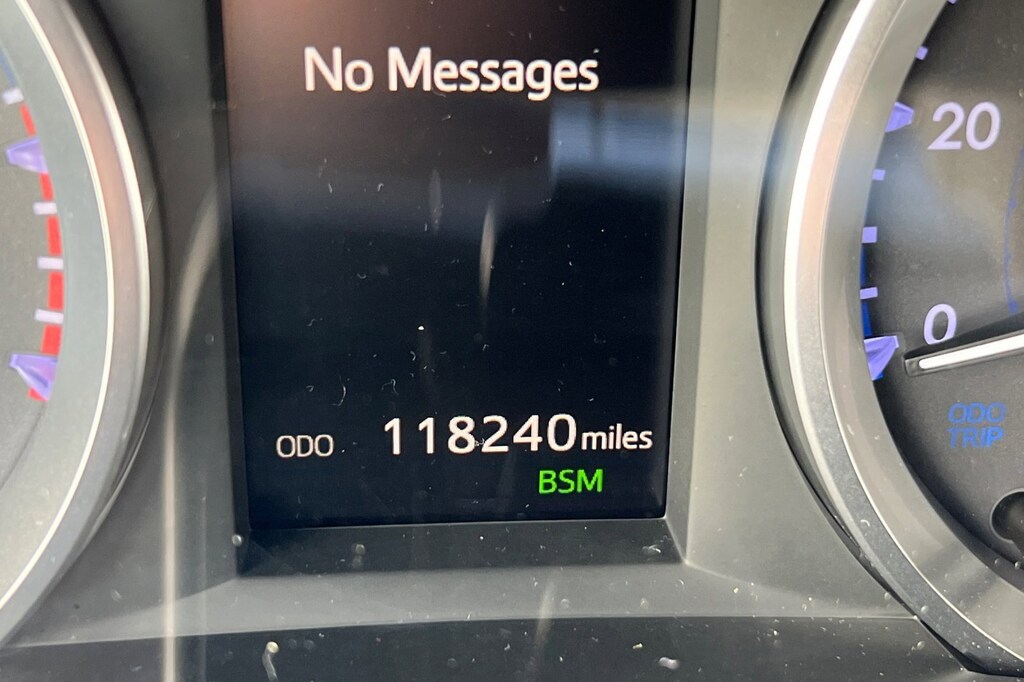 No Messages
20
0
ODO 118240 miles
BSM
ODO
TRIP